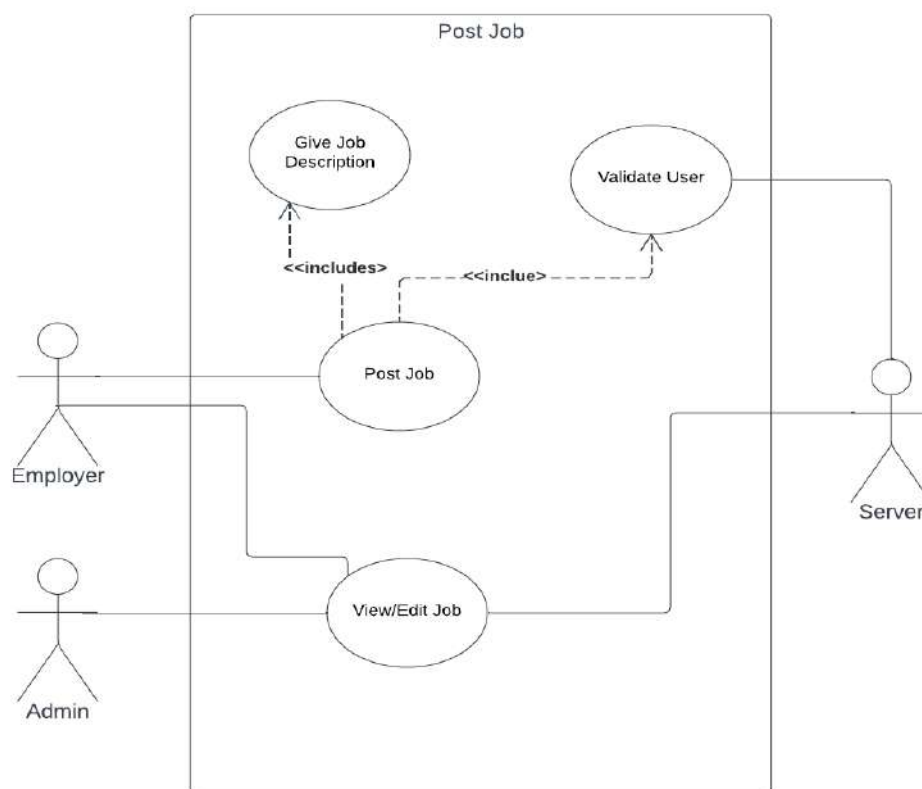 Post Job
Give Job
Description
Validate User
<<includes>
<<inclue>
Post Job
Employer
Server
View/Edit Job
Admin